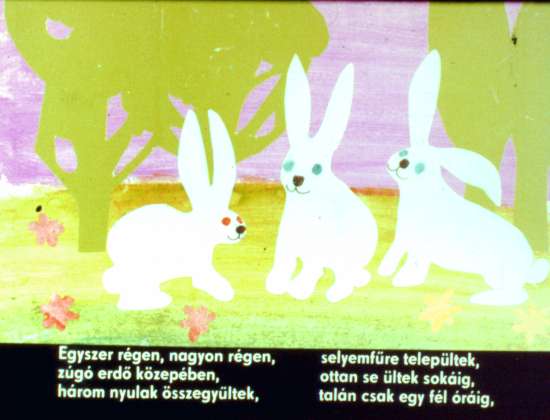 Egyszer régen, nagyon régen,
zúgó erdő közepében,
három nyulak összegyűltek,
selyemfűre települtek,
ottan se ültek sokáig,
talán csak egy fél óráig,